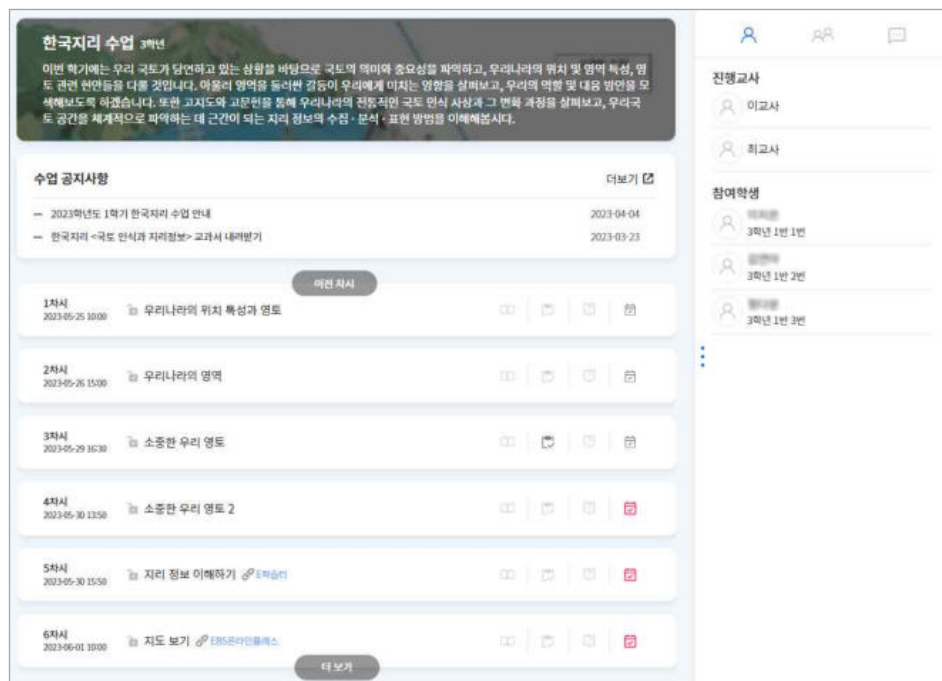 한국지리 수업 3학년
이번 학기에는 우리 국토가 당면하고 있는 상황을 바탕으로 국토의 의미와 중요성을 파악하고, 우리나라의 위치 및 영역 특성, 영
토 관련 현안들을 다룰 것입니다. 아울러 영역을 둘러싼 갈등이 우리에게 미치는 영향을 살펴보고, 우리의 역할 및 대응 방안을 모
색해보도록 하겠습니다. 또한 고지도와 고문헌을 통해 우리나라의 전통적인 국토 인식 사상과 그 변화 과정을 살펴보고, 우리국
토 공간을 체계적으로 파악하는 데 근간이 되는 지리 정보의 수집·분석·표현 방법을 이해해봅시다.
수업 공지사항 더보기
2023학년도 1학기 한국지리 수업 안내 2023-04-04
한국지리 <국토 인식과 지리정보> 교과서 내려받기 2023-03-23
이전 차시
1차시
2023-05-25 10:00
우리나라의 위치 특성과 영토
2차시
2023-05-26 15:00
우리나라의 영역
3차시
2023-05-29 16:30
소중한 우리 영토
4차시
2023-05-30 13:50
소중한 우리 영토 2
5차시
2023-05-30 15:50
지리 정보 이해하기 E학습터
6차시
2023-06-01 10:00
지도 보기 EBS온라인클래스
더 보기
진행교사
이교사
최교사
참여학생
3학년 1반 1번
3학년 1반 2번
3학년 1반 3번